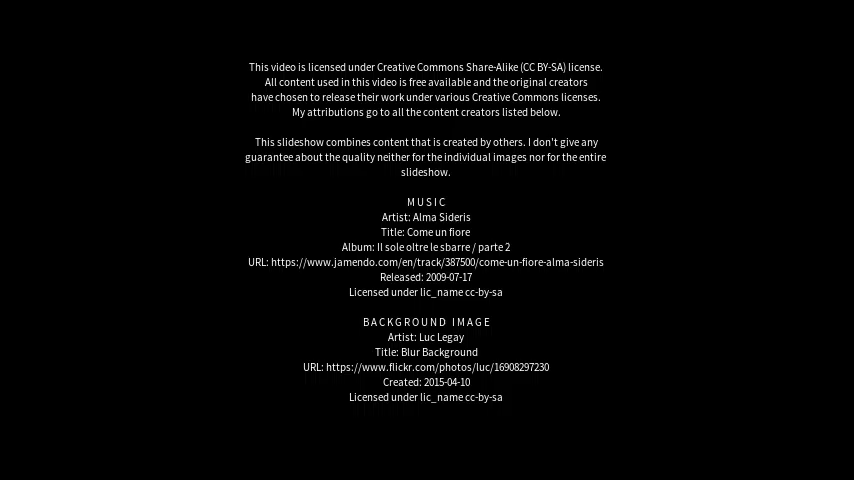 This video is licensed under Creative Commons Share-Alike (CC BY-SA) license.
All content used in this video is free available and the original creators
have chosen to release their work under various Creative Commons licenses.
My attributions go to all the content creators listed below.
This slideshow combines content that is created by others. I don't give any
guarantee about the quality neither for the individual images nor for the entire
slideshow.
MUSIC
Artist: Alma Sideris
Title: Come un fiore
Album: Il sole oltre le sbarre / parte 2
URL: https://www.jamendo.com/en/track/387500/come-un-fiore-alma-sideris
Released: 2009-07-17
Licensed under lic_name cc-by-sa
BACKGROUND IMAGE
Artist: Luc Legay
Title: Blur Background
URL: https://www.flickr.com/photos/luc/16908297230
Created: 2015-04-10
Licensed under lic_name cc-by-sa